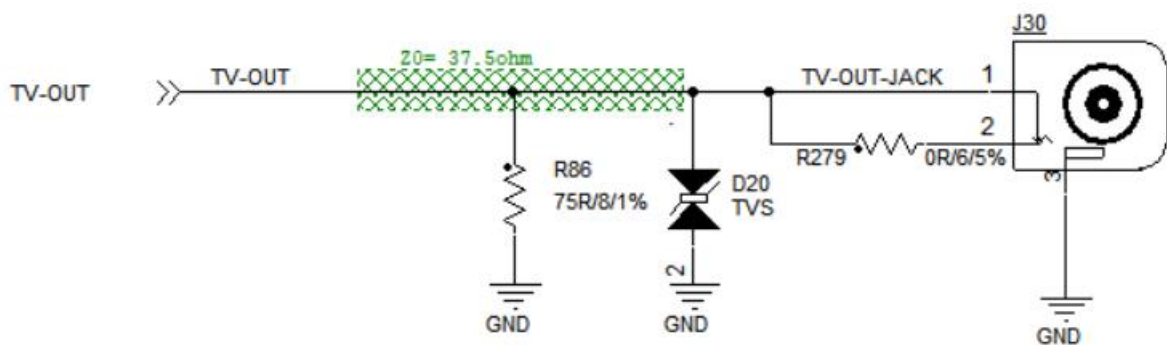 J30
Z0= 37.5ohm
TV-OUT
TV-OUT
TV-OUT-JACK
1
2
R279
0R/6/5%
R86
75R/8/1%
D20
TVS
3
2
GND
GND
GND